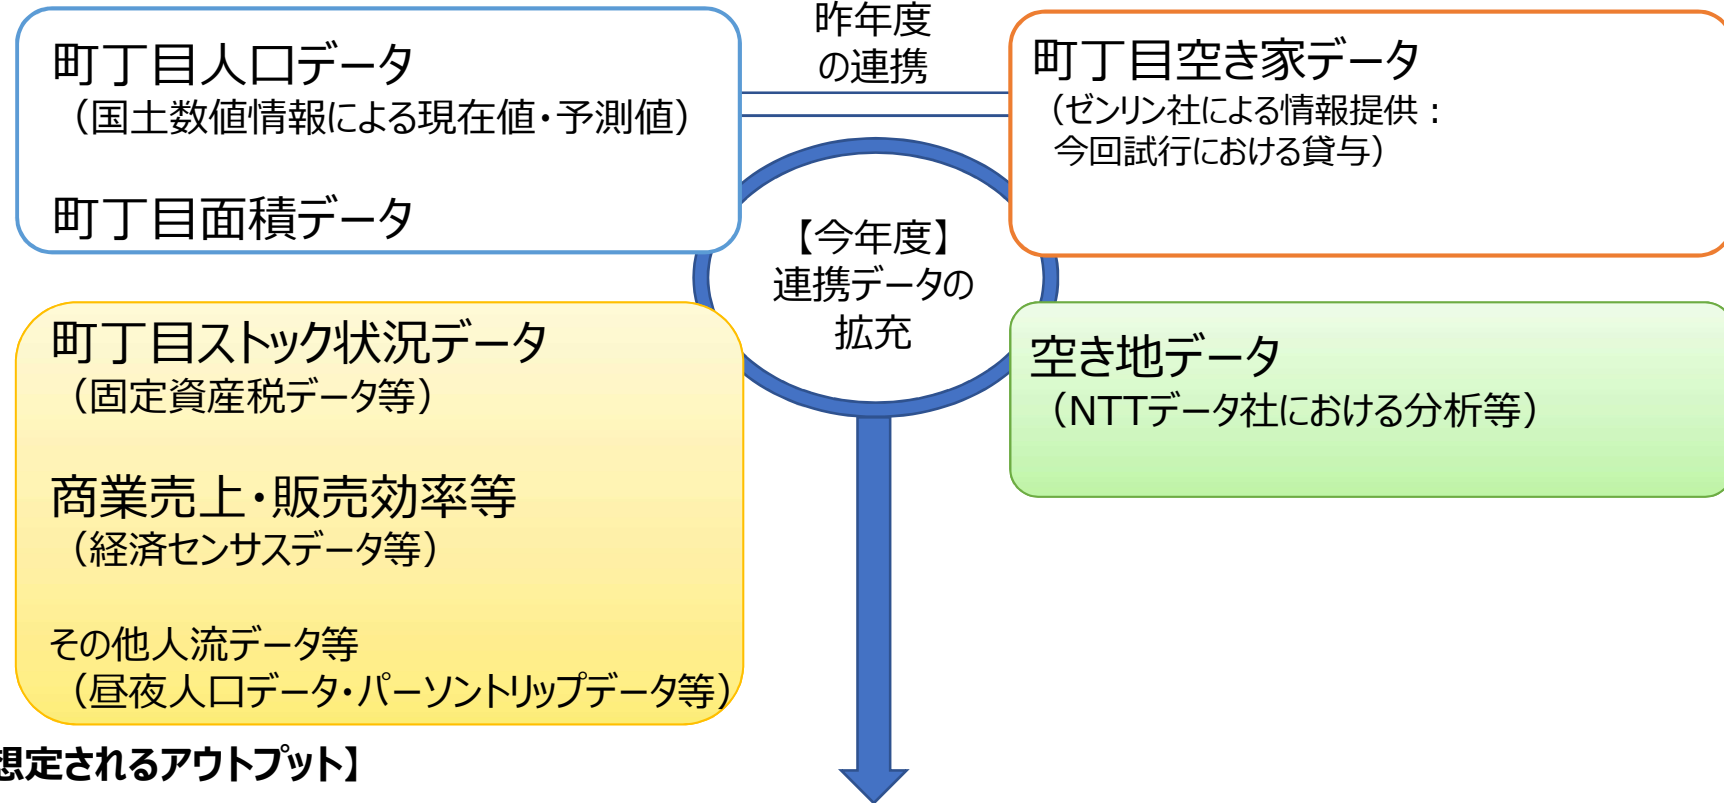 昨年度
の連携
町丁目人口データ
（国土数値情報による現在値・予測値）
町丁目面積データ
町丁目空き家データ
（ゼンリン社による情報提供：
今回試行における貸与）
【今年度】
連携データの
拡充
町丁目ストック状況データ
（固定資産税データ等）
商業売上・販売効率等
（経済センサスデータ等）
その他人流データ等
（昼夜人口データ・パーソントリップデータ等）
空き地データ
（NTTデータ社における分析等）
想定されるアウトプット】